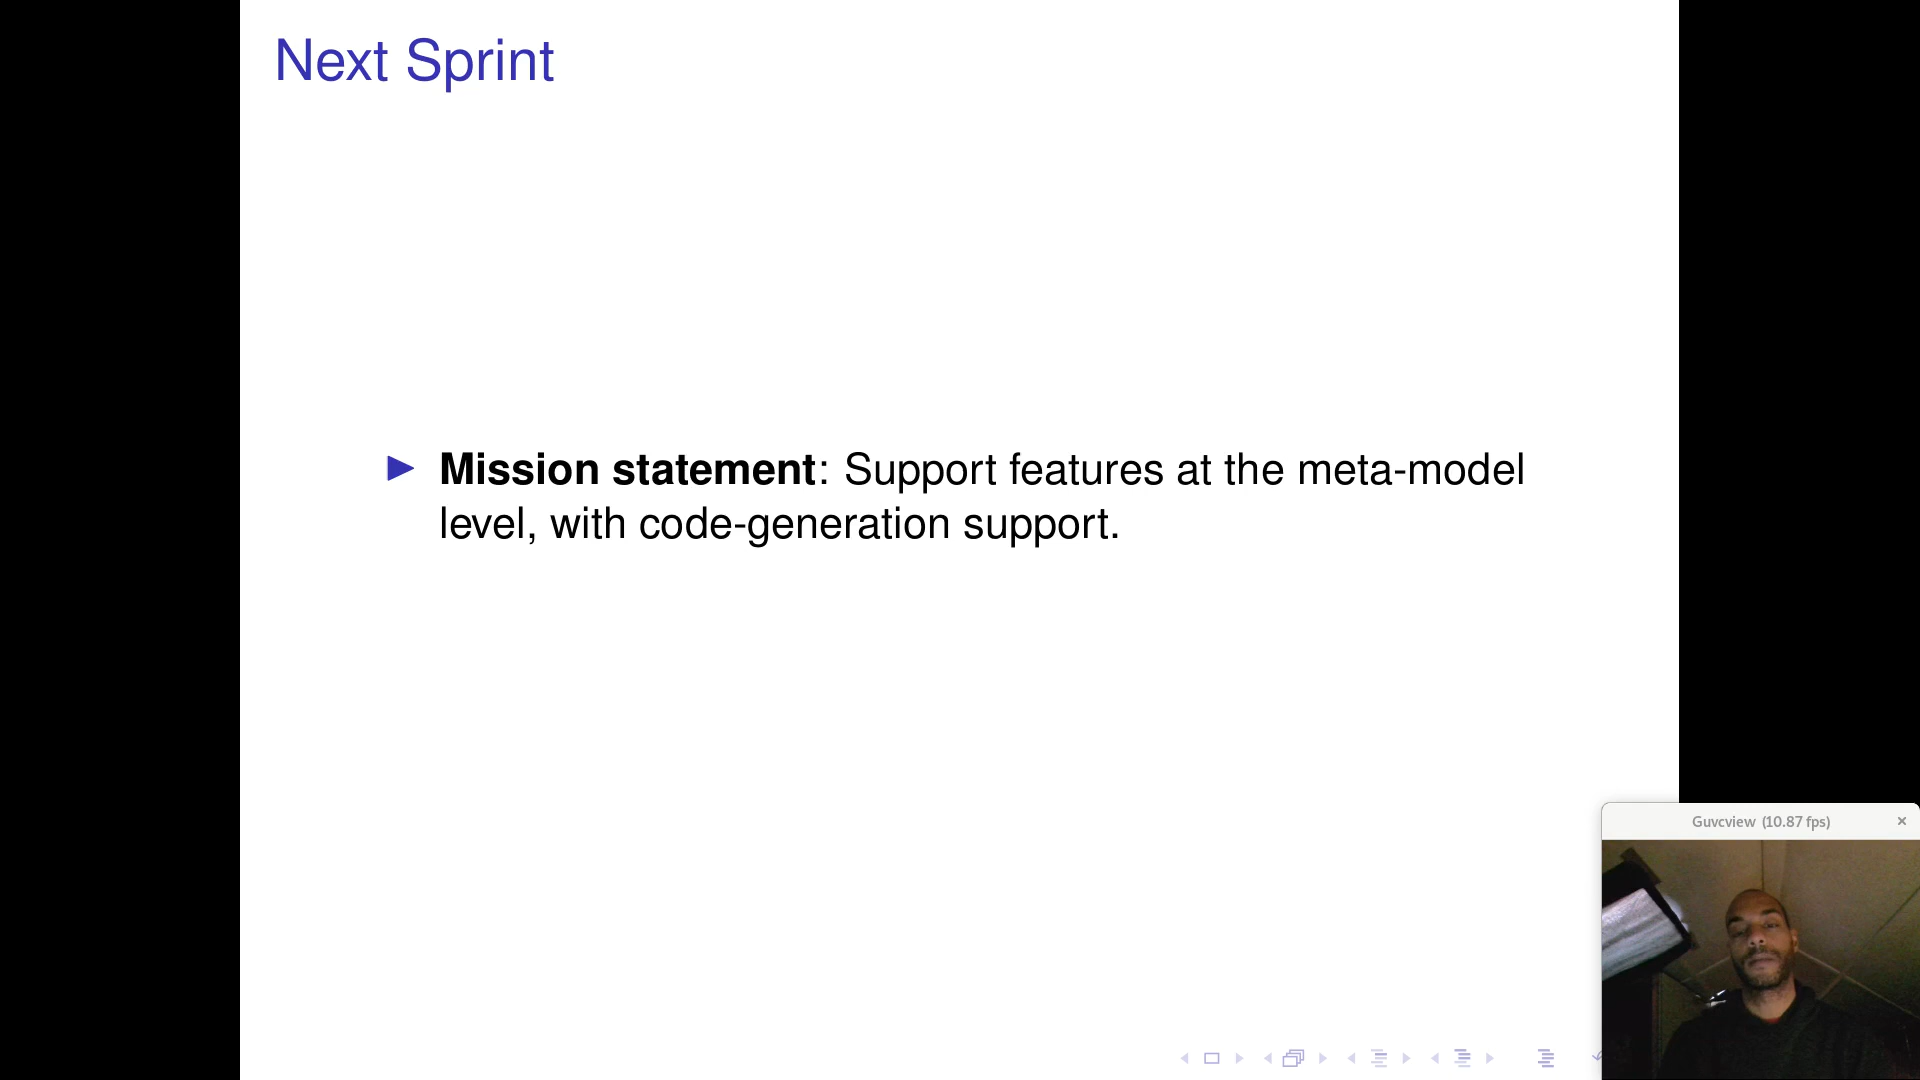 Next Sprint
Mission statement: Support features at the meta-model
level, with code-generation support.
Guvcview (10.87 fps)